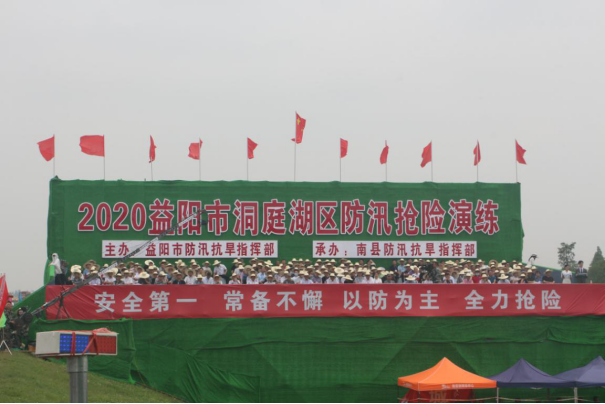 2020益阳市洞庭湖区防汛抢险演练
主办：益阳市防汛抗旱指挥部 承办：南县防汛抗旱指挥部
安全第一 常备不懈 以防为主 全力抢险